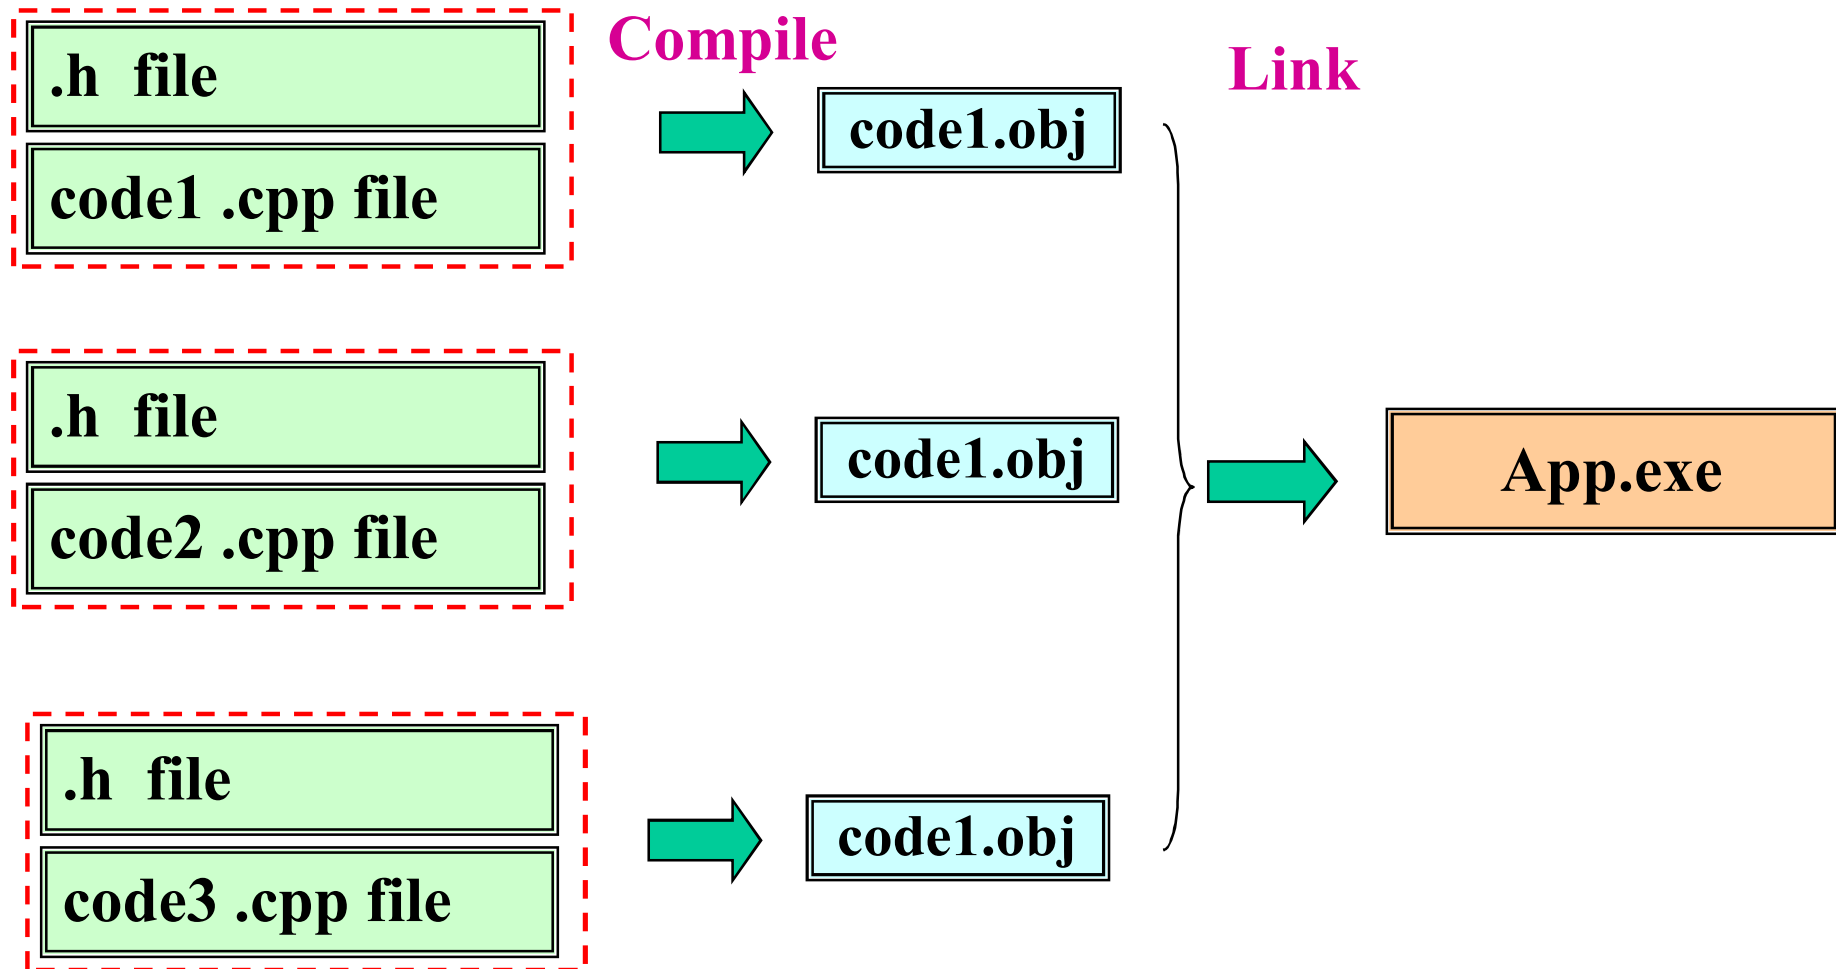 Compile
Link
.h file
code1 .cpp file
code1.obj
.h file
code2 .cpp file
code1.obj
App.exe
.h file
code3 .cpp file
code1.obj